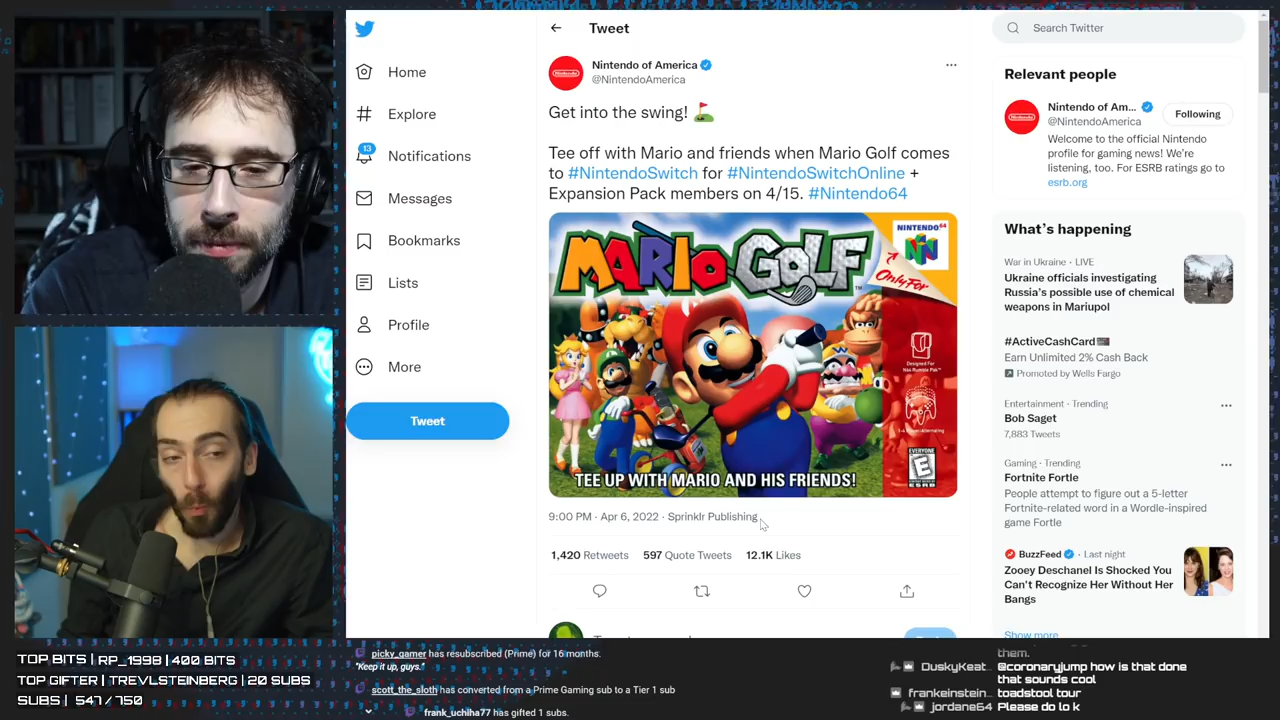 Home
Explore
13
Notifications
Messages
Bookmarks
Lists
Profile
More
Tweet
Tweet
Nintendo of America
@NintendoAmerica
Get into the swing!
Tee off with Mario and friends when Mario Golf comes
to #NintendoSwitch for #NintendoSwitchOnline +
Expansion Pack members on 4/15. #Nintendo64
MARIO GOLF
NINTENDO 64
Only For
EVERYONE
E
ESRB
TEE UP WITH MARIO AND HIS FRIENDS!
9:00 PM · Apr 6, 2022 · Sprinklr Publishing
1,420 Retweets 597 Quote Tweets 12.1K Likes
Search Twitter
Relevant people
Nintendo of Am...
@NintendoAmerica
Following
Welcome to the official Nintendo
profile for gaming news! We're
listening, too. For ESRB ratings go to
esrb.org
What's happening
War in Ukraine · LIVE
Ukraine officials investigating
Russia's possible use of chemical
weapons in Mariupol
#ActiveCashCard
Earn Unlimited 2% Cash Back
Promoted by Wells Fargo
Entertainment · Trending
Bob Saget
7,883 Tweets
Gaming · Trending
Fortnite Fortle
People attempt to figure out a 5-letter
Fortnite-related word in a Wordle-inspired
game Fortle
BuzzFeed · Last night
Zooey Deschanel Is Shocked You
Can't Recognize Her Without Her
Bangs
Show more
TOP BITS | RP_1998 | 400 BITS
TOP GIFTER | TREVLSTEINBERG | 20 SUBS
SUBS | 547 / 750
picky_gamer has resubscribed (Prime) for 16 months.
"Keep it up, guys."
scott_the_sloth has converted from a Prime Gaming sub to a Tier 1 sub
frank_uchiha77 has gifted 1 subs.
them.
DuskyKeat... @coronaryjump how is that done
that sounds cool
frankeinstein... toadstool tour
jordane64 Please do lo k